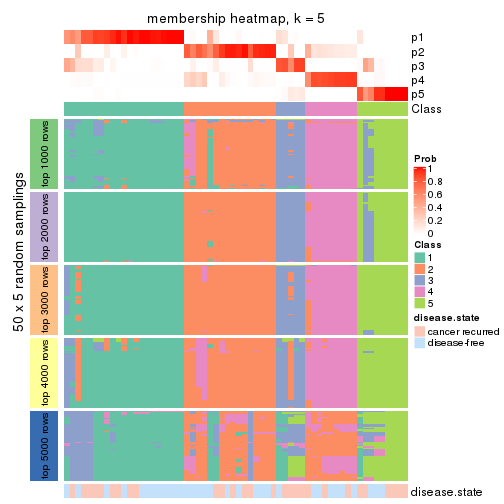 membership heatmap, k = 5
p1
p2
p3
p4
p5
Class
50 x 5 random samplings
top 1000 rows
top 2000 rows
top 3000 rows
top 4000 rows
top 5000 rows
disease.state
Prob
1
0.8
0.6
0.4
0.2
0
Class
1
2
3
4
5
disease.state
cancer recurred
disease-free